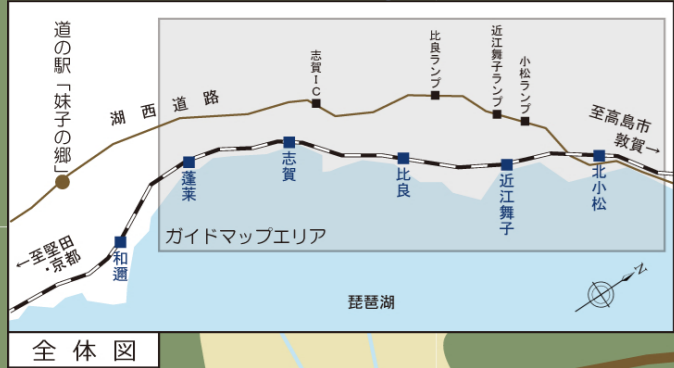 道の駅「妹子の郷」
湖西道路
志賀IC
比良ランプ
近江舞子ランプ
小松ランプ
至高島市
敦賀→
蓬莱
志賀
比良
近江舞子
北小松
和邇
←至堅田
・京都
ガイドマップエリア
琵琶湖
N
全体図